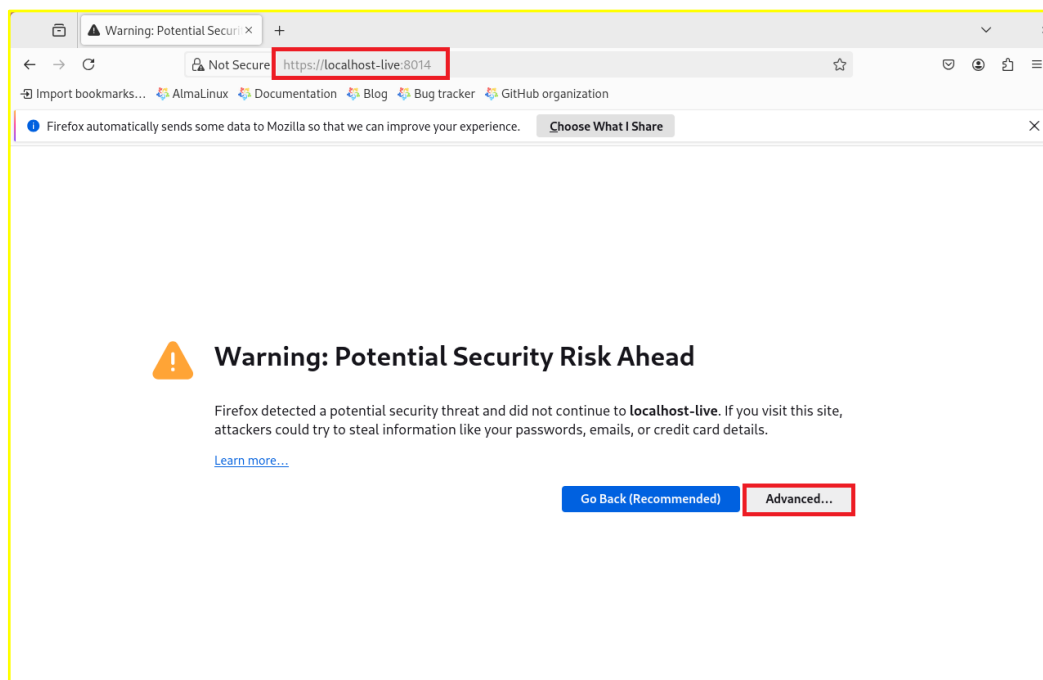 Warning: Potential Securi
Not Secure https://localhost-live:8014
Import bookmarks... AlmaLinux Documentation Blog Bug tracker GitHub organization
Firefox automatically sends some data to Mozilla so that we can improve your experience. Choose What I Share
Warning: Potential Security Risk Ahead
Firefox detected a potential security threat and did not continue to localhost-live. If you visit this site,
attackers could try to steal information like your passwords, emails, or credit card details.
Learn more...
Go Back (Recommended) Advanced...